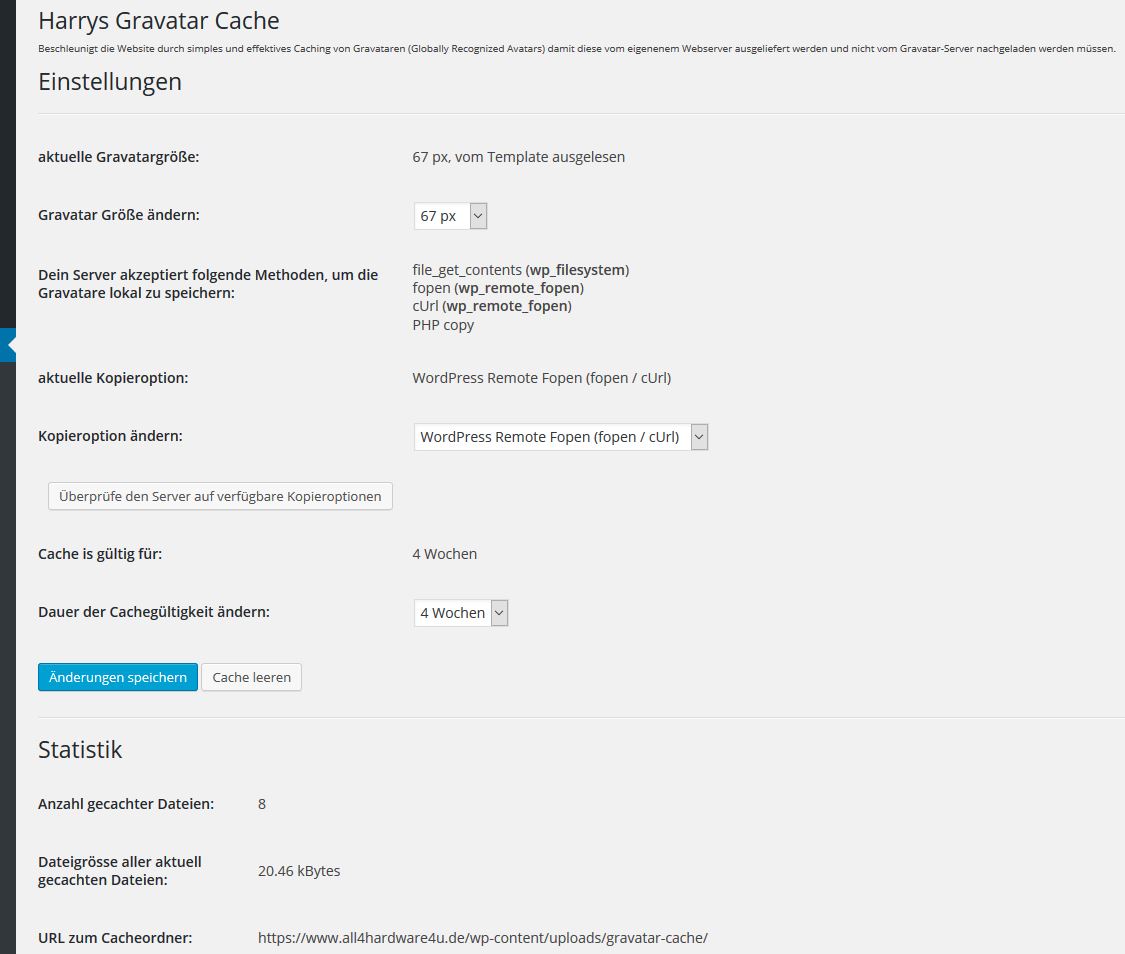 Harrys Gravatar Cache
Beschleunigt die Website durch simples und effektives Caching von Gravataren (Globally Recognized Avatars) damit diese vom eigenenem Webserver ausgeliefert werden und nicht vom Gravatar-Server nachgeladen werden müssen.
Einstellungen
aktuelle Gravatargröße: 67 px, vom Template ausgelesen
Gravatar Größe ändern: 67 px
Dein Server akzeptiert folgende Methoden, um die
Gravatare lokal zu speichern:
file_get_contents (wp_filesystem)
fopen (wp_remote_fopen)
cUrl (wp_remote_fopen)
PHP copy
aktuelle Kopieroption: WordPress Remote Fopen (fopen / cUrl)
Kopieroption ändern: WordPress Remote Fopen (fopen / cUrl)
Überprüfe den Server auf verfügbare Kopieroptionen
Cache is gültig für: 4 Wochen
Dauer der Cachegültigkeit ändern: 4 Wochen
Änderungen speichern Cache leeren
Statistik
Anzahl gecachter Dateien: 8
Dateigrösse aller aktuell
gecachten Dateien:
20.46 kBytes
URL zum Cacheordner: https://www.all4hardware4u.de/wp-content/uploads/gravatar-cache/